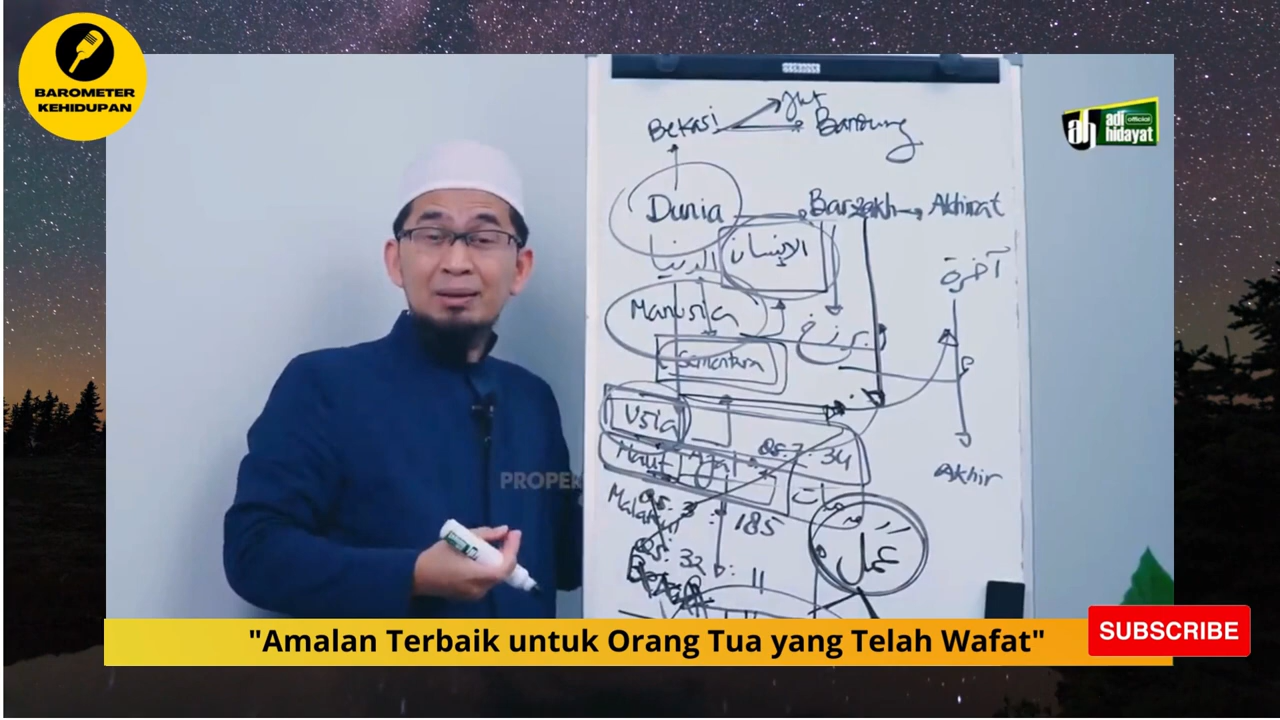 BAROMETER
KEHIDUPAN
ah adi hidayat official
Bekasi Jkt Bandung
Dunia Barzakh Akhirat
الدنيا الإنسان آخرة
Manusia برزخ
Sementara
Usia
Maut Ajal QS. 7 : 34
Akhir
QS. 3 : 185
عمل
QS. 32 : 11
PROPER
"Amalan Terbaik untuk Orang Tua yang Telah Wafat"
SUBSCRIBE